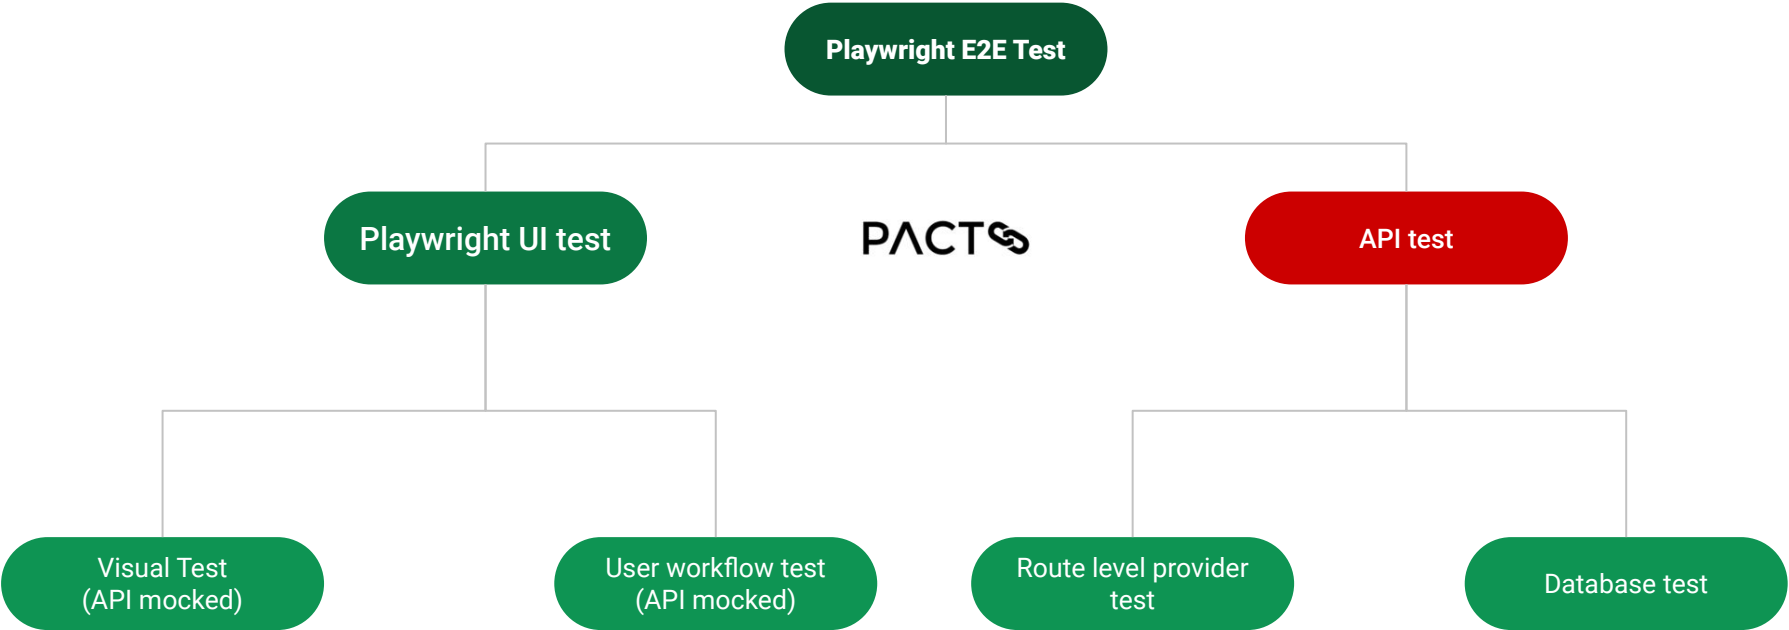 Playwright E2E Test
Playwright UI test
PACT
API test
Visual Test
(API mocked)
User workflow test
(API mocked)
Route level provider
test
Database test